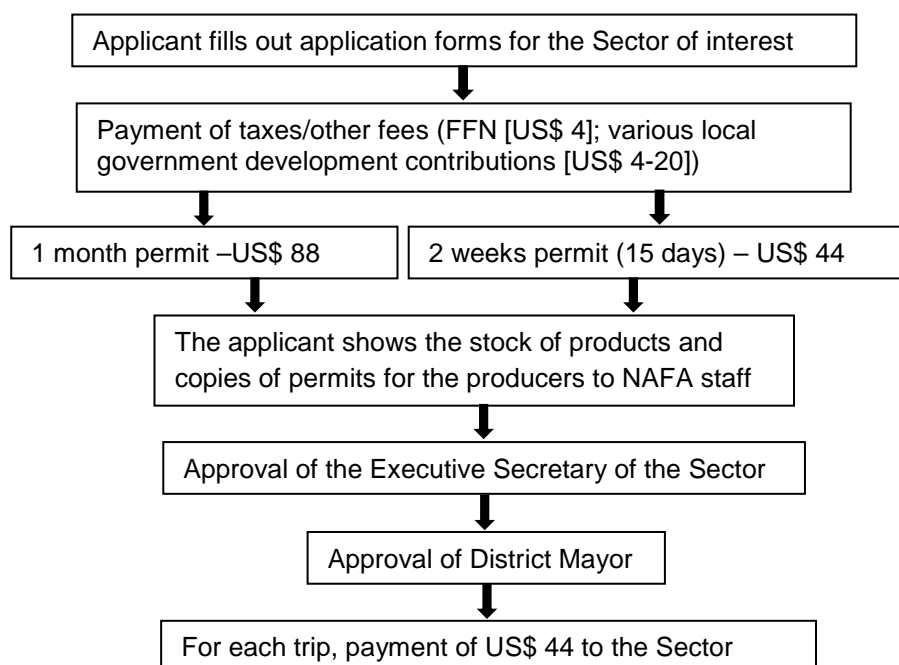 Applicant fills out application forms for the Sector of interest
Payment of taxes/other fees (FFN [US$ 4]; various local
government development contributions [US$ 4-20])
1 month permit –US$ 88
2 weeks permit (15 days) – US$ 44
The applicant shows the stock of products and
copies of permits for the producers to NAFA staff
Approval of the Executive Secretary of the Sector
Approval of District Mayor
For each trip, payment of US$ 44 to the Sector